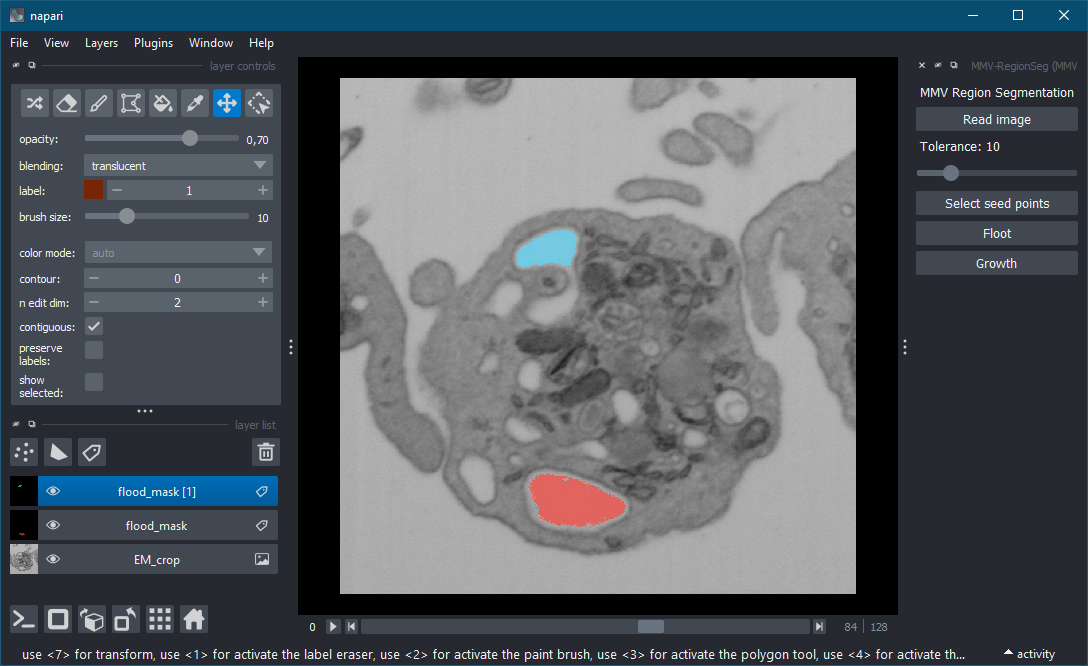 napari
File View Layers Plugins Window Help
layer controls
opacity: 0,70
blending: translucent
label: 1
brush size: 10
color mode: auto
contour: 0
n edit dim: 2
contiguous:
preserve
labels:
show
selected:
layer list
flood_mask [1]
flood_mask
EM_crop
MMV-RegionSeg (MMV
MMV Region Segmentation
Read image
Tolerance: 10
Select seed points
Floot
Growth
0 84 128
use <7> for transform, use <1> for activate the label eraser, use <2> for activate the paint brush, use <3> for activate the polygon tool, use <4> for activate th... activity